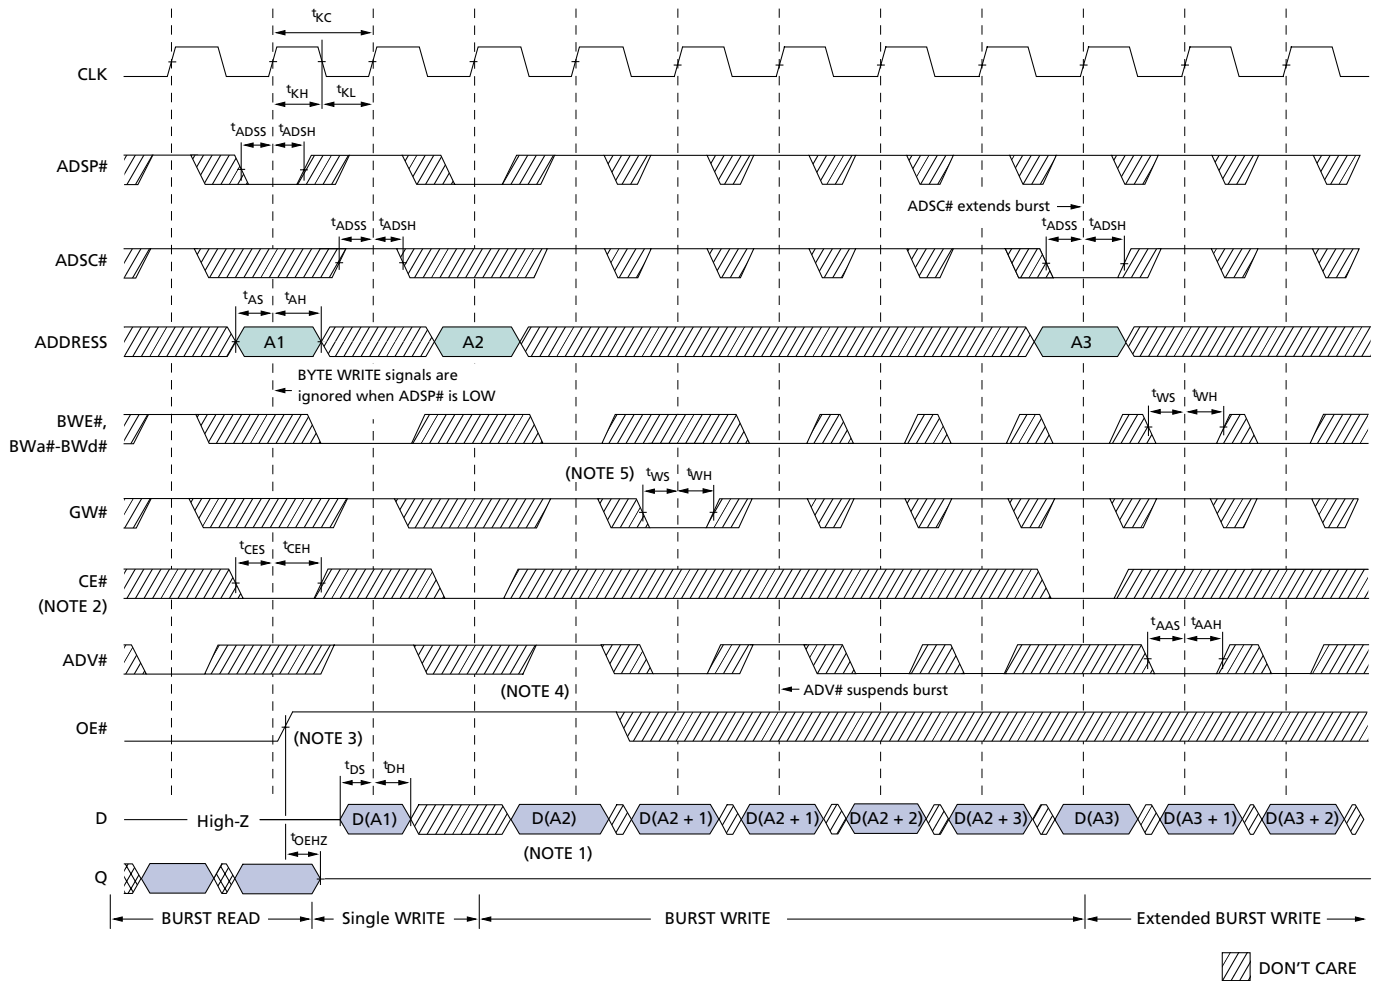 tKC
CLK
tKH
tKL
tADSS
tADSH
ADSP#
ADSC# extends burst
tADSS
tADSH
tADSS
tADSH
ADSC#
tAS
tAH
ADDRESS
A1
A2
A3
BYTE WRITE signals are
ignored when ADSP# is LOW
BWE#,
BWa#-BWd#
tWS
tWH
(NOTE 5)
tWS
tWH
GW#
tCES
tCEH
CE#
(NOTE 2)
tAAS
tAAH
ADV#
(NOTE 4)
ADV# suspends burst
OE#
(NOTE 3)
tDS
tDH
D
High-Z
D(A1)
D(A2)
D(A2 + 1)
D(A2 + 1)
D(A2 + 2)
D(A2 + 3)
D(A3)
D(A3 + 1)
D(A3 + 2)
tOEHZ
(NOTE 1)
Q
BURST READ
Single WRITE
BURST WRITE
Extended BURST WRITE
DON'T CARE